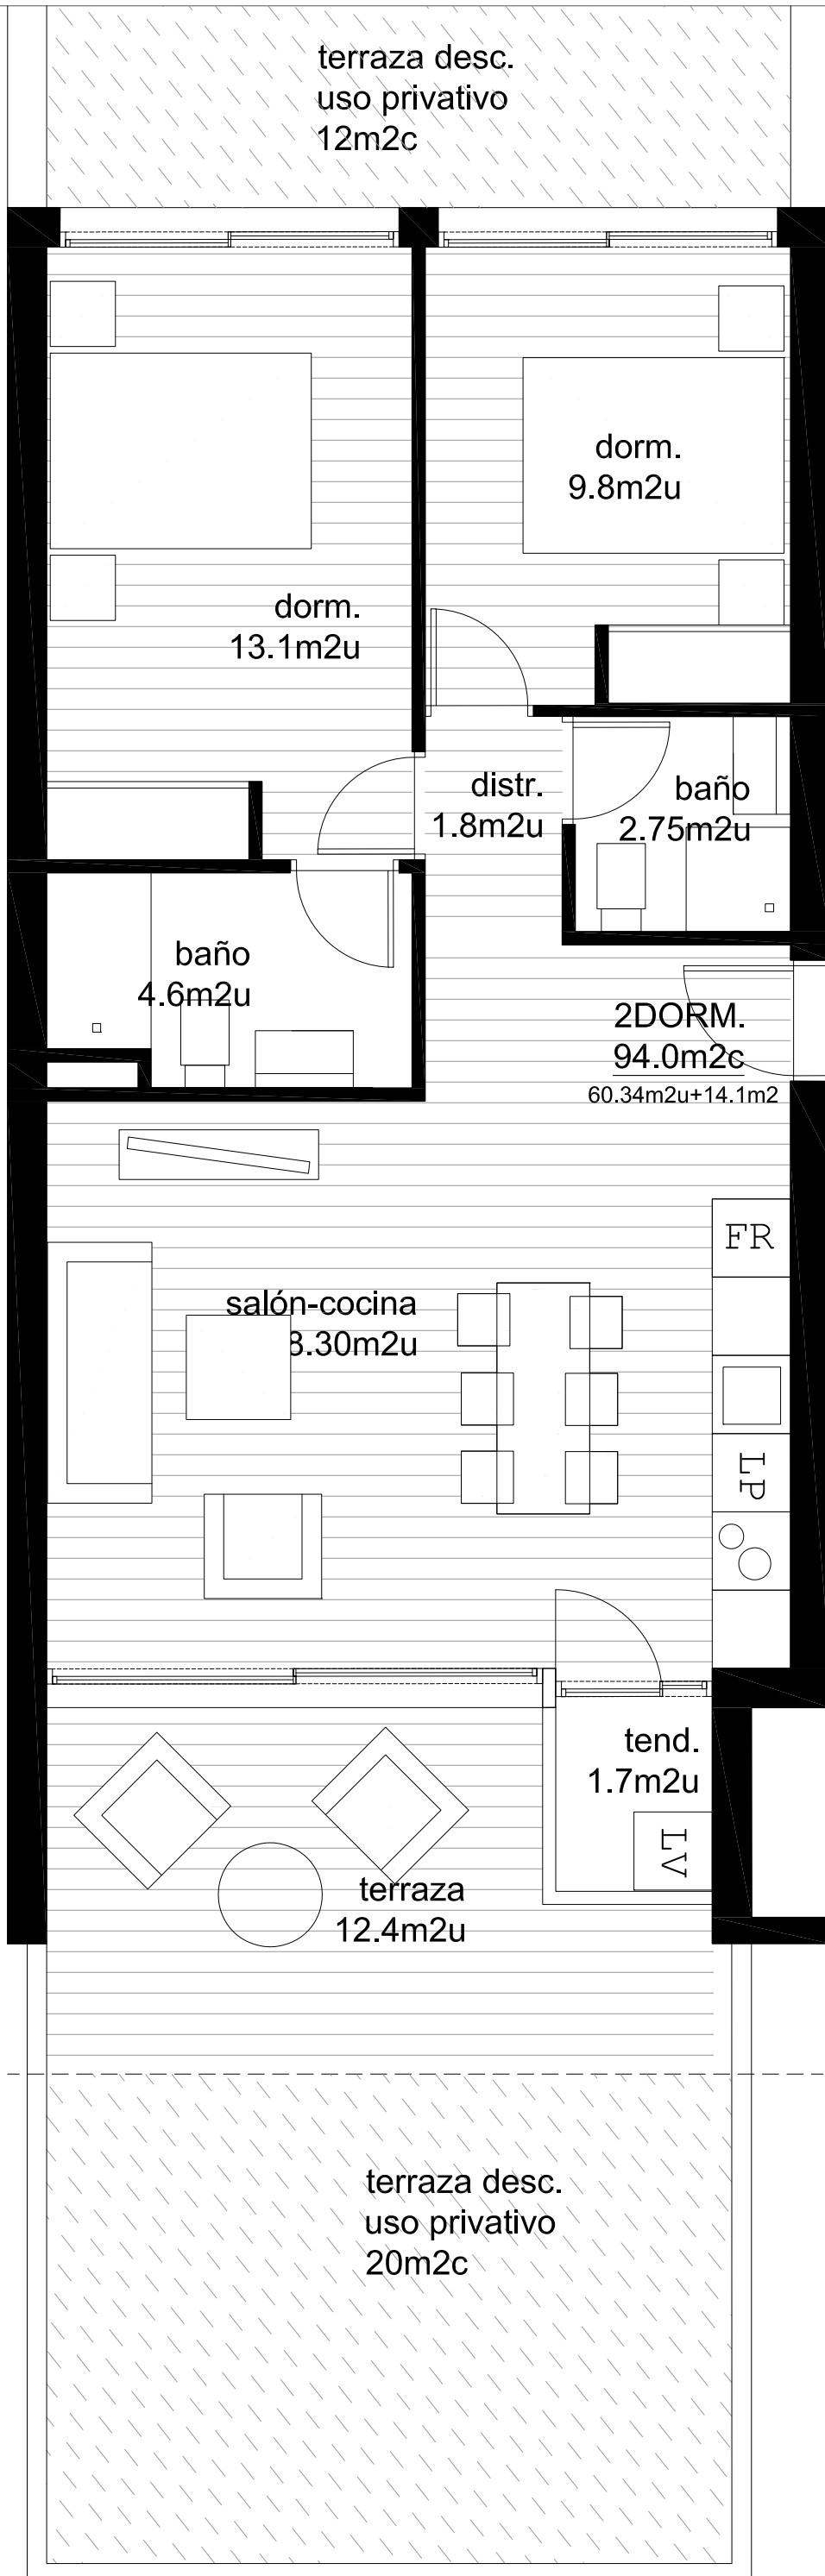 terraza desc.
uso privativo
12m2c
dorm.
9.8m2u
dorm.
13.1m2u
distr.
1.8m2u
baño
2.75m2u
baño
4.6m2u
2DORM.
94.0m2c
60.34m2u+14.1m2
FR
salón-cocina
8.30m2u
LP
tend.
1.7m2u
LV
terraza
12.4m2u
terraza desc.
uso privativo
20m2c